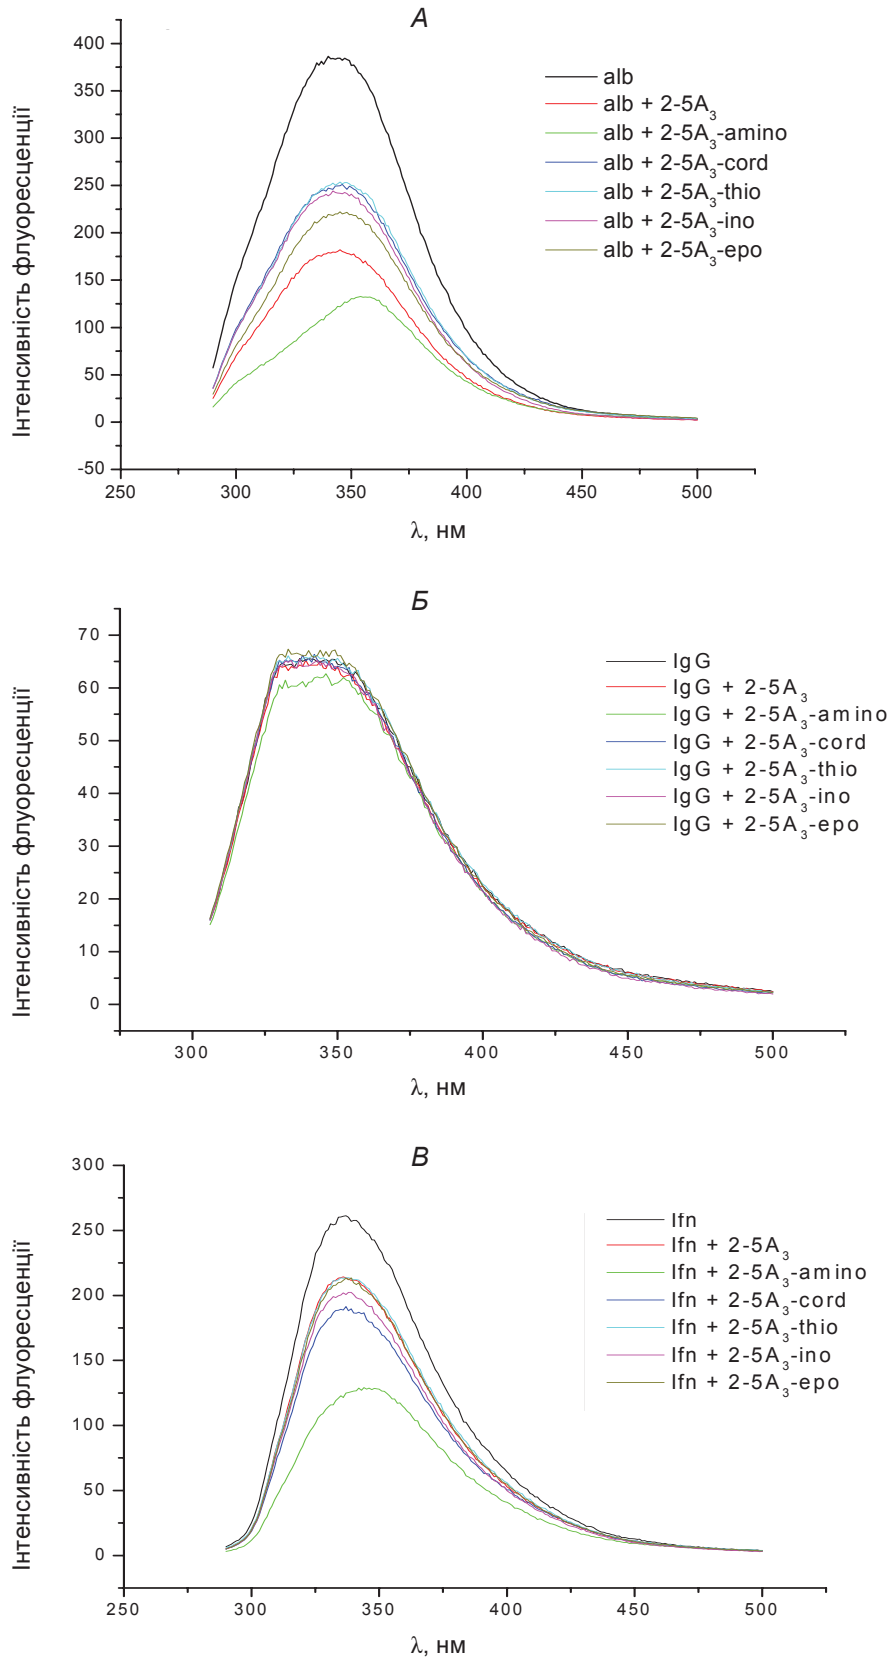 А
400
350
300
250
200
150
100
50
0
-50
250
300
350
400
450
500
Інтенсивність флуоресценції
λ, нм
alb
alb + 2-5A₃
alb + 2-5A₃-amino
alb + 2-5A₃-cord
alb + 2-5A₃-thio
alb + 2-5A₃-ino
alb + 2-5A₃-epo
Б
70
60
50
40
30
20
10
0
300
350
400
450
500
Інтенсивність флуоресценції
λ, нм
IgG
IgG + 2-5A₃
IgG + 2-5A₃-amino
IgG + 2-5A₃-cord
IgG + 2-5A₃-thio
IgG + 2-5A₃-ino
IgG + 2-5A₃-epo
В
300
250
200
150
100
50
0
250
300
350
400
450
500
Інтенсивність флуоресценції
λ, нм
Ifn
Ifn + 2-5A₃
Ifn + 2-5A₃-amino
Ifn + 2-5A₃-cord
Ifn + 2-5A₃-thio
Ifn + 2-5A₃-ino
Ifn + 2-5A₃-epo